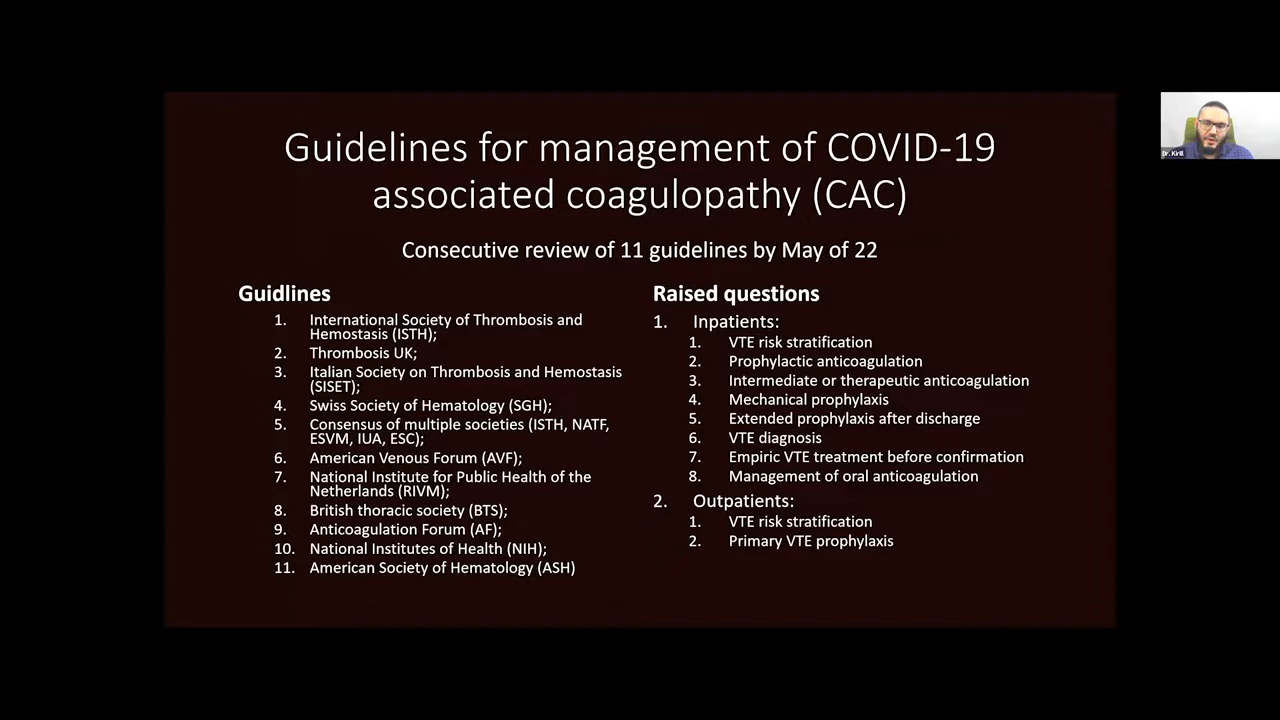 Guidelines for management of COVID-19
associated coagulopathy (CAC)
Consecutive review of 11 guidelines by May of 22
Guidlines
1. International Society of Thrombosis and
Hemostasis (ISTH);
2. Thrombosis UK;
3. Italian Society on Thrombosis and Hemostasis
(SISET);
4. Swiss Society of Hematology (SGH);
5. Consensus of multiple societies (ISTH, NATF,
ESVM, IUA, ESC);
6. American Venous Forum (AVF);
7. National Institute for Public Health of the
Netherlands (RIVM);
8. British thoracic society (BTS);
9. Anticoagulation Forum (AF);
10. National Institutes of Health (NIH);
11. American Society of Hematology (ASH)
Raised questions
1. Inpatients:
1. VTE risk stratification
2. Prophylactic anticoagulation
3. Intermediate or therapeutic anticoagulation
4. Mechanical prophylaxis
5. Extended prophylaxis after discharge
6. VTE diagnosis
7. Empiric VTE treatment before confirmation
8. Management of oral anticoagulation
2. Outpatients:
1. VTE risk stratification
2. Primary VTE prophylaxis
Dr. Kirill